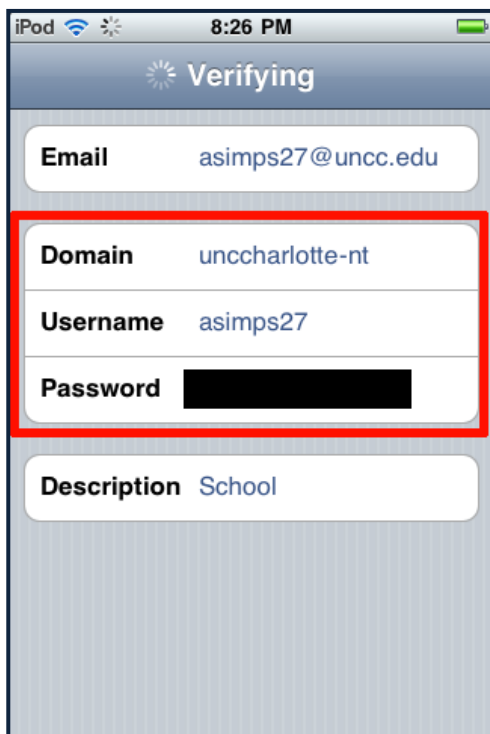 iPod 8:26 PM
Verifying
Email asimps27@uncc.edu
Domain unccharlotte-nt
Username asimps27
Password
Description School